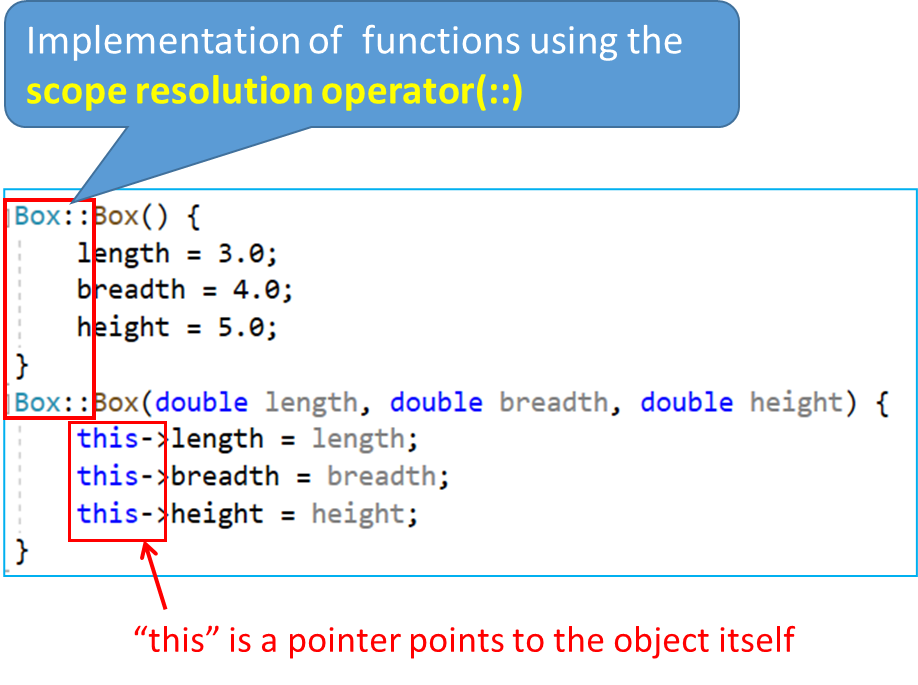 Implementation of functions using the
scope resolution operator(::)
Box::Box() {
length = 3.0;
breadth = 4.0;
height = 5.0;
}
Box::Box(double length, double breadth, double height) {
this->length = length;
this->breadth = breadth;
this->height = height;
}
“this” is a pointer points to the object itself